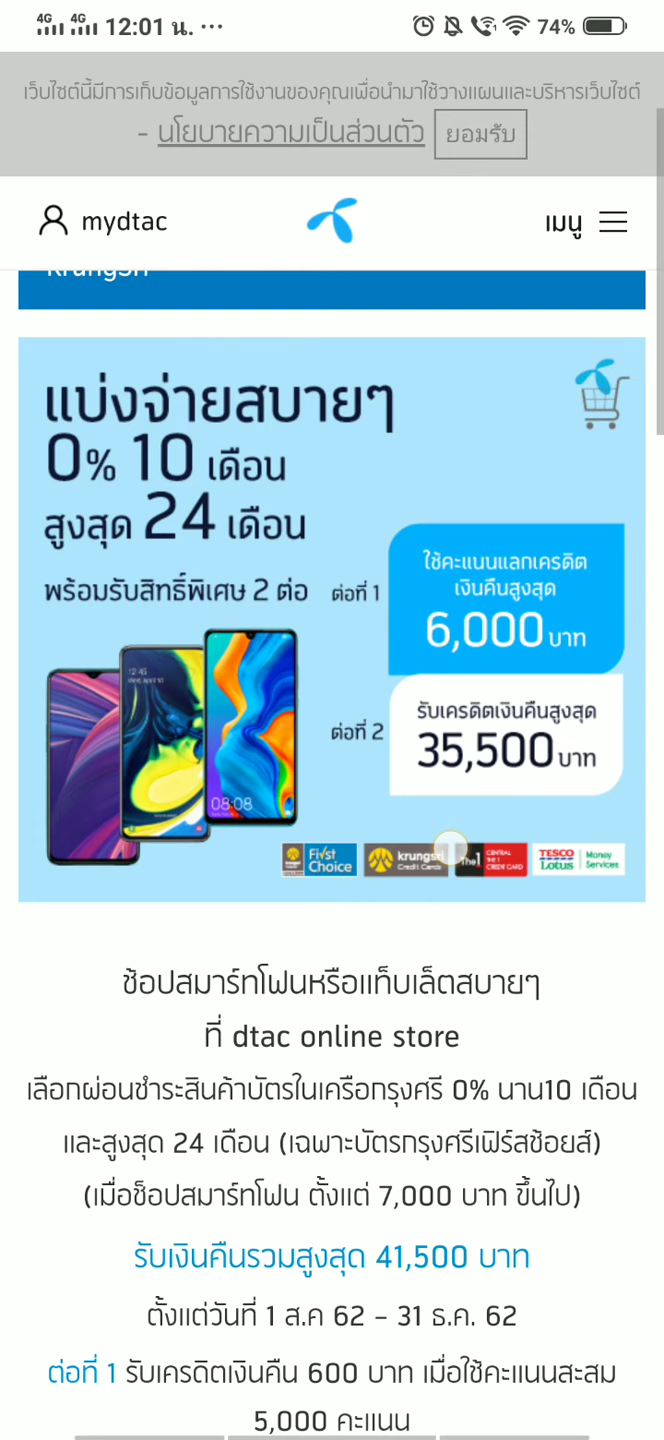 4G 4G 12:01 น. ··· 74%
เว็บไซต์นี้มีการเก็บข้อมูลการใช้งานของคุณเพื่อนำมาใช้วางแผนและบริหารเว็บไซต์
- นโยบายความเป็นส่วนตัว ยอมรับ
mydtac เมนู
แบ่งจ่ายสบายๆ
0% 10 เดือน
สูงสุด 24 เดือน
พร้อมรับสิทธิ์พิเศษ 2 ต่อ
ต่อที่ 1
ใช้คะแนนแลกเครดิต
เงินคืนสูงสุด
6,000 บาท
ต่อที่ 2
รับเครดิตเงินคืนสูงสุด
35,500 บาท
12:45
08:08
First Choice
krungsri Credit Cards
The1 CENTRAL THE 1 CREDIT CARD
TESCO Lotus Money Services
ช้อปสมาร์ทโฟนหรือแท็บเล็ตสบายๆ
ที่ dtac online store
เลือกผ่อนชำระสินค้าบัตรในเครือกรุงศรี 0% นาน10 เดือน
และสูงสุด 24 เดือน (เฉพาะบัตรกรุงศรีเฟิร์สช้อยส์)
(เมื่อช็อปสมาร์ทโฟน ตั้งแต่ 7,000 บาท ขึ้นไป)
รับเงินคืนรวมสูงสุด 41,500 บาท
ตั้งแต่วันที่ 1 ส.ค 62 – 31 ธ.ค. 62
ต่อที่ 1 รับเครดิตเงินคืน 600 บาท เมื่อใช้คะแนนสะสม
5,000 คะแนน